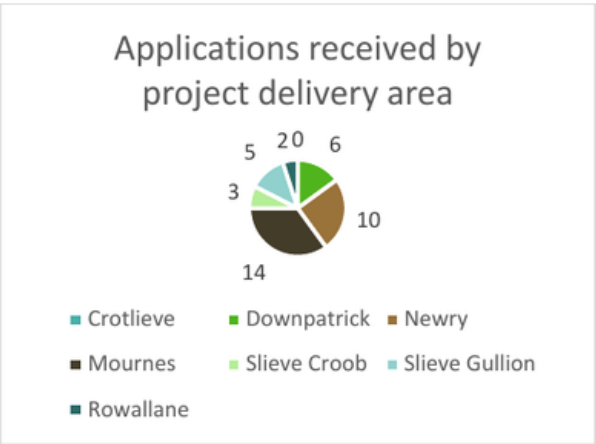 Applications received by
project delivery area
2 0 6
5
3
10
14
Crotlieve Downpatrick Newry
Mournes Slieve Croob Slieve Gullion
Rowallane